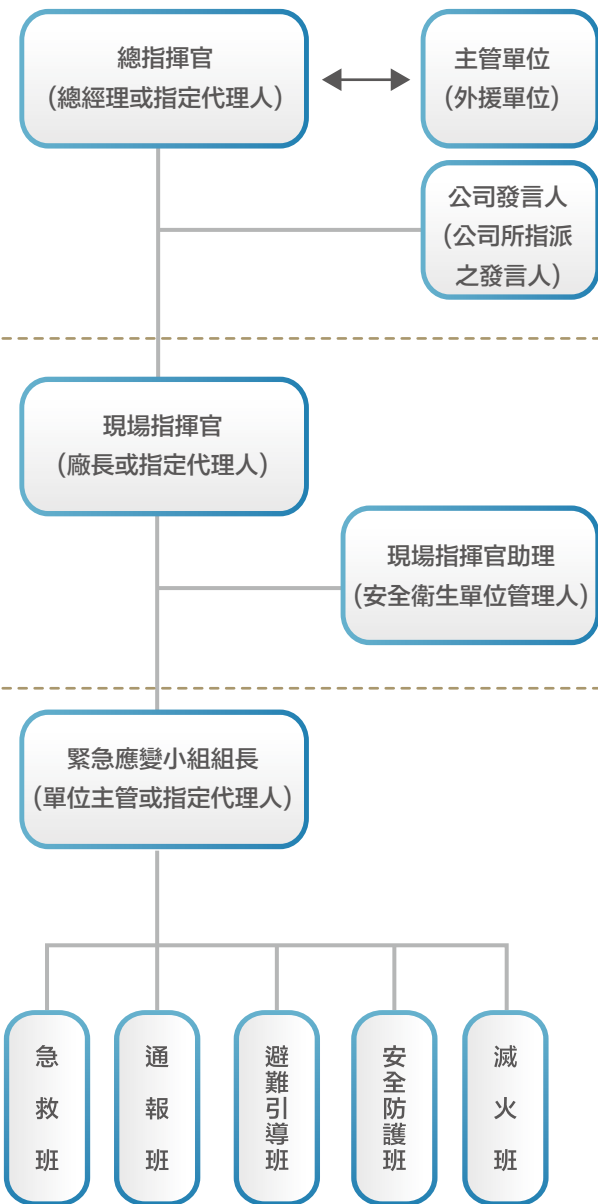 總指揮官
(總經理或指定代理人)
主管單位
(外援單位)
公司發言人
(公司所指派
之發言人)
現場指揮官
(廠長或指定代理人)
現場指揮官助理
(安全衛生單位管理人)
緊急應變小組組長
(單位主管或指定代理人)
急救班
通報班
避難引導班
安全防護班
滅火班